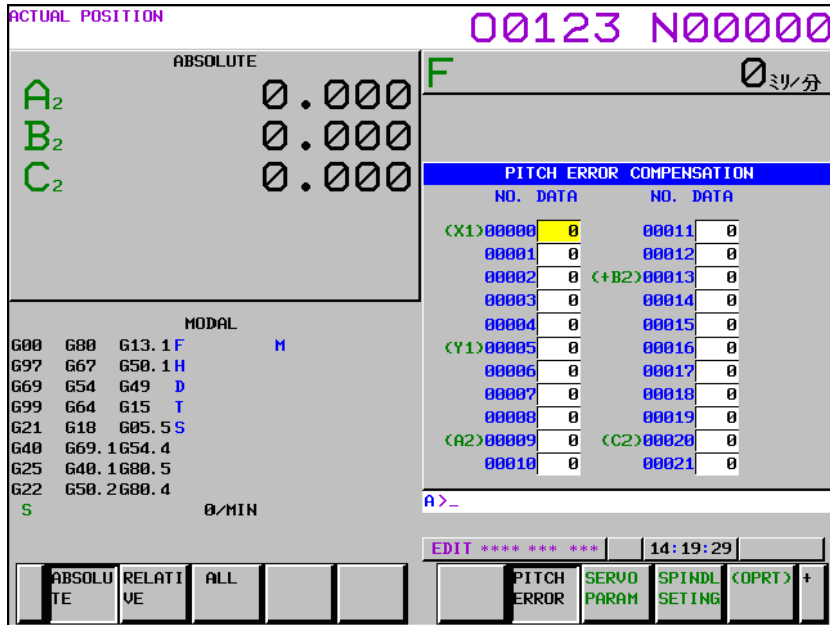 ACTUAL POSITION
O0123 N00000
ABSOLUTE
A2 0.000
B2 0.000
C2 0.000
F 0ミリ/分
PITCH ERROR COMPENSATION
NO. DATA NO. DATA
(X1)00000 0 00011 0
00001 0 00012 0
00002 0 (+B2)00013 0
00003 0 00014 0
00004 0 00015 0
(Y1)00005 0 00016 0
00006 0 00017 0
00007 0 00018 0
00008 0 00019 0
(A2)00009 0 (C2)00020 0
00010 0 00021 0
MODAL
G00 G80 G13.1 F M
G97 G67 G50.1 H
G69 G54 G49 D
G99 G64 G15 T
G21 G18 G05.5 S
G40 G69.1 G54.4
G25 G40.1 G80.5
G22 G50.2 G80.4
S 0/MIN
A>_
EDIT **** *** *** 14:19:29
ABSOLU
TE
RELATI
VE
ALL
PITCH
ERROR
SERVO
PARAM
SPINDL
SETING
(OPRT)
+